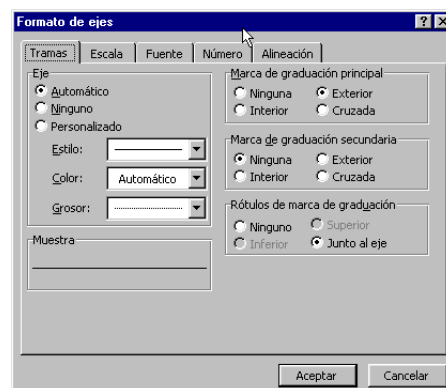 Formato de ejes
Tramas Escala Fuente Número Alineación
Eje
Automático
Ninguno
Personalizado
Estilo:
Color: Automático
Grosor:
Muestra
Marca de graduación principal
Ninguna Exterior
Interior Cruzada
Marca de graduación secundaria
Ninguna Exterior
Interior Cruzada
Rótulos de marca de graduación
Ninguno Superior
Inferior Junto al eje
Aceptar Cancelar